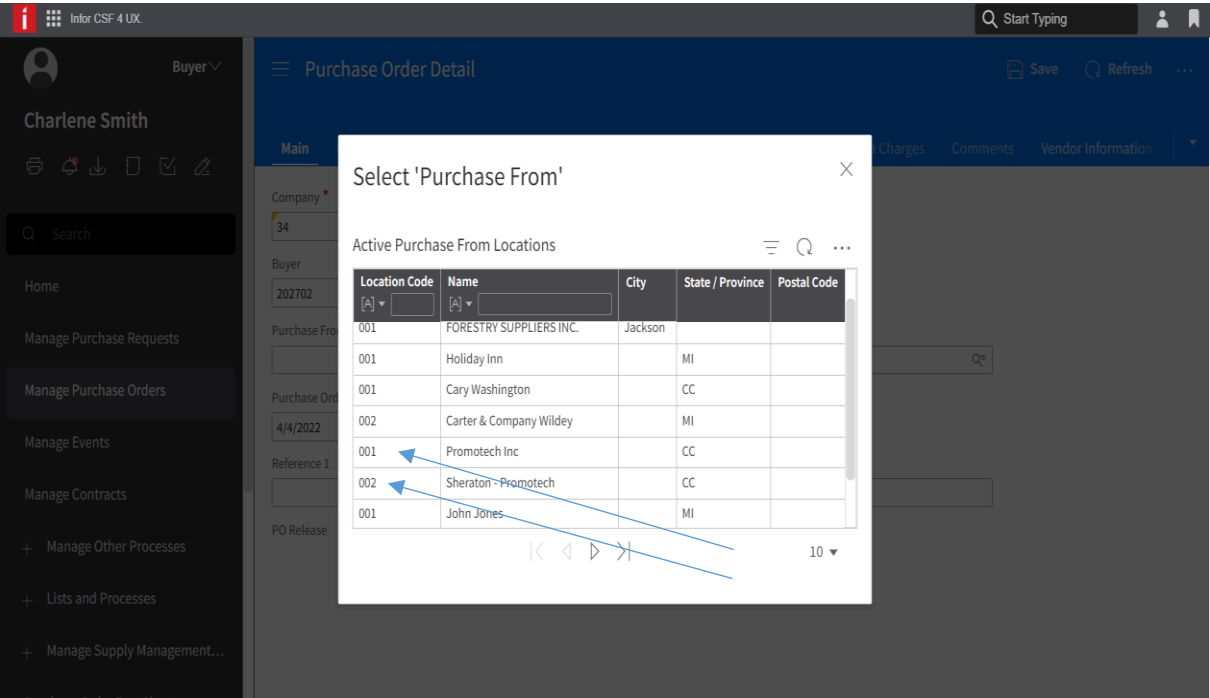 i Infor CSF 4 UX. Start Typing
Buyer
Purchase Order Detail Save Refresh ...
Charlene Smith
Main Charges Comments Vendor Information
Select 'Purchase From'
Company *
34
Search
Active Purchase From Locations ...
Buyer
Location Code Name City State / Province Postal Code
[A] [A]
Home
202702
001 FORESTRY SUPPLIERS INC. Jackson
Manage Purchase Requests
Purchase Fro
001 Holiday Inn MI
001 Cary Washington CC
Manage Purchase Orders
Purchase Ord
002 Carter & Company Wildey MI
4/4/2022
Manage Events
001 Promotech Inc CC
Reference 1
002 Sheraton - Promotech CC
Manage Contracts
001 John Jones MI
PO Release
+ Manage Other Processes
10
+ Lists and Processes
+ Manage Supply Management...